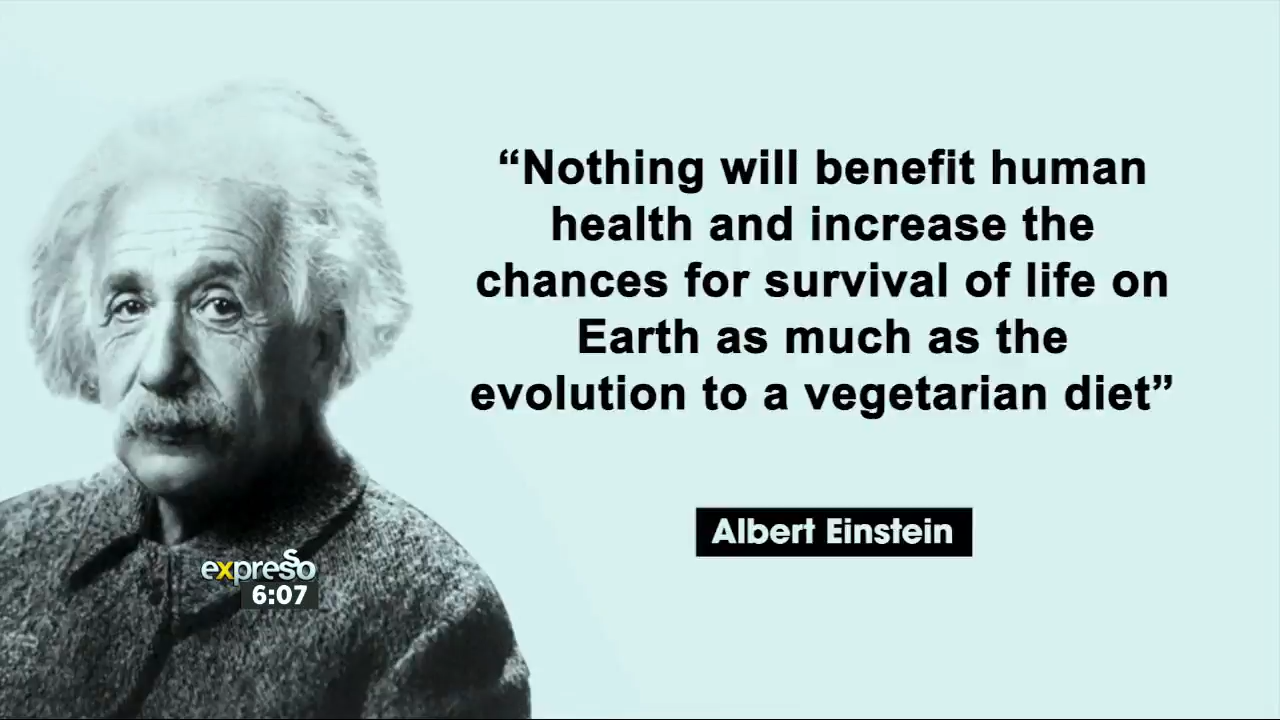 “Nothing will benefit human
health and increase the
chances for survival of life on
Earth as much as the
evolution to a vegetarian diet”
Albert Einstein
expresso
6:07